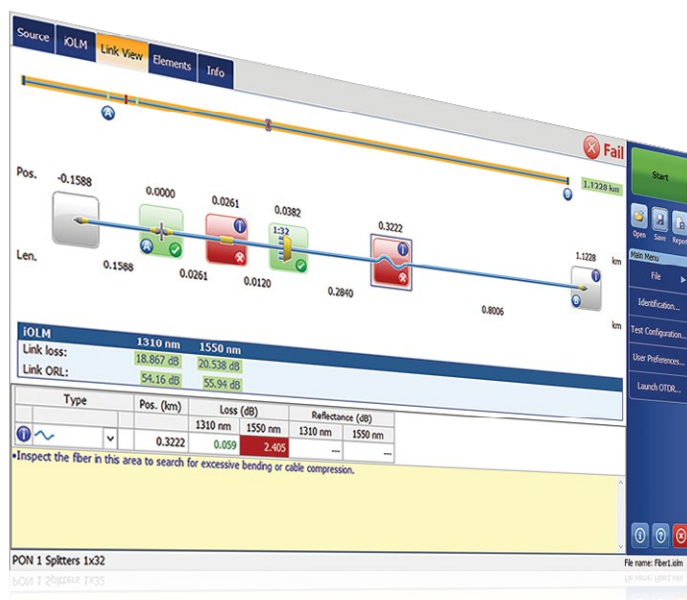 Source iOLM Link View Elements Info
Fail
1.1228 km
Pos. -0.1588 0.0000 0.0261 0.0382 0.3222 1.1228 km
A 1:32 B
Len. 0.1588 0.0261 0.0120 0.2840 0.8006 km
iOLM 1310 nm 1550 nm
Link loss: 18.867 dB 20.538 dB
Link ORL: 54.16 dB 55.94 dB
Type Pos. (km) Loss (dB) Reflectance (dB)
1310 nm 1550 nm 1310 nm 1550 nm
0.3222 0.059 2.405 --- ---
•Inspect the fiber in this area to search for excessive bending or cable compression.
PON 1 Splitters 1x32
Start
Open Save Report
Main Menu
File
Identification...
Test Configuration...
User Preferences...
Launch OTDR...
File name: Fiber1.iolm